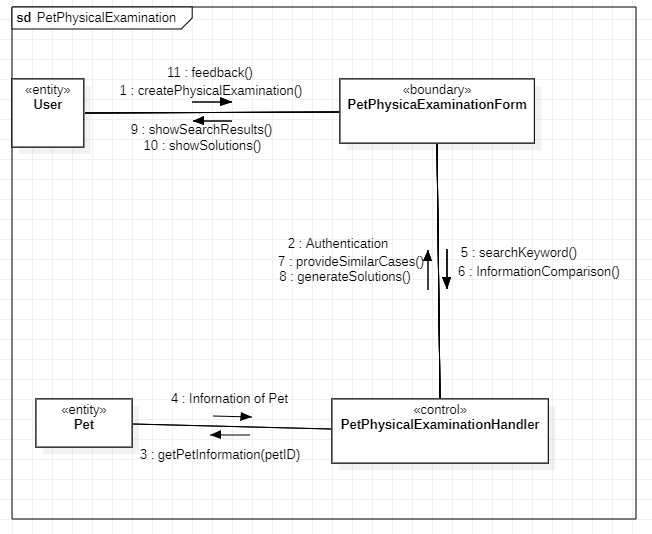 sd PetPhysicalExamination
11 : feedback()
1 : createPhysicalExamination()
«entity»
User
«boundary»
PetPhysicaExaminationForm
9 : showSearchResults()
10 : showSolutions()
2 : Authentication
7 : provideSimilarCases()
8 : generateSolutions()
5 : searchKeyword()
6 : InformationComparison()
4 : Infornation of Pet
«entity»
Pet
«control»
PetPhysicalExaminationHandler
3 : getPetInformation(petID)